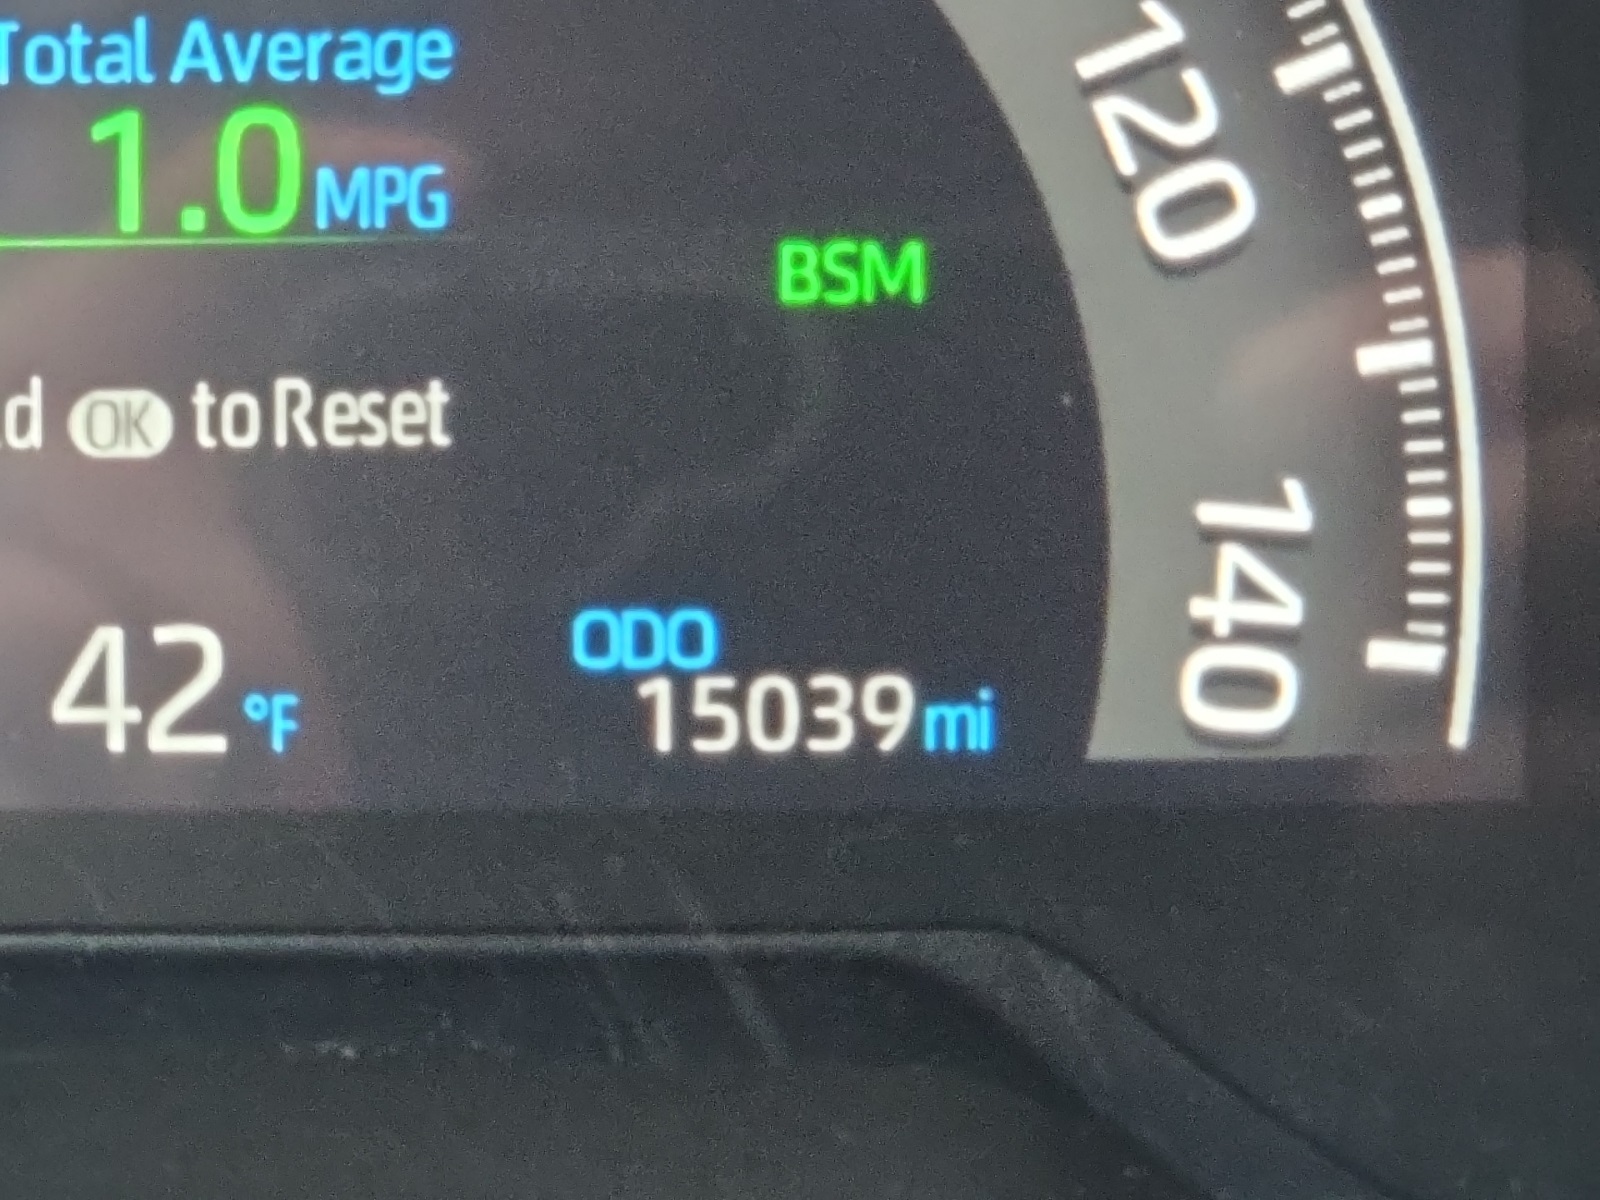 Total Average
1.0 MPG
BSM
OK to Reset
42 °F
ODO
15039 mi
120
140